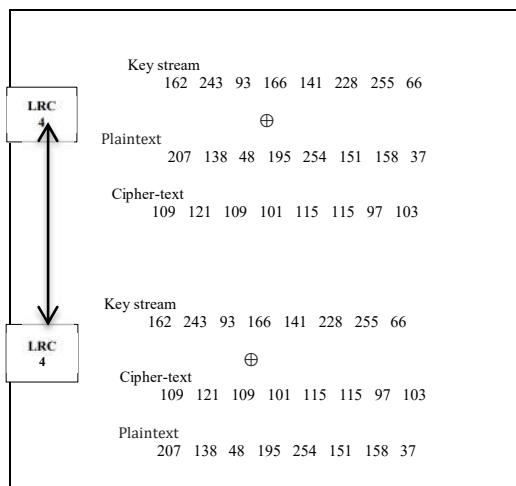 Key stream
162 243 93 166 141 228 255 66
LRC
4
⊕
Plaintext
207 138 48 195 254 151 158 37
Cipher-text
109 121 109 101 115 115 97 103
Key stream
162 243 93 166 141 228 255 66
LRC
4
⊕
Cipher-text
109 121 109 101 115 115 97 103
Plaintext
207 138 48 195 254 151 158 37